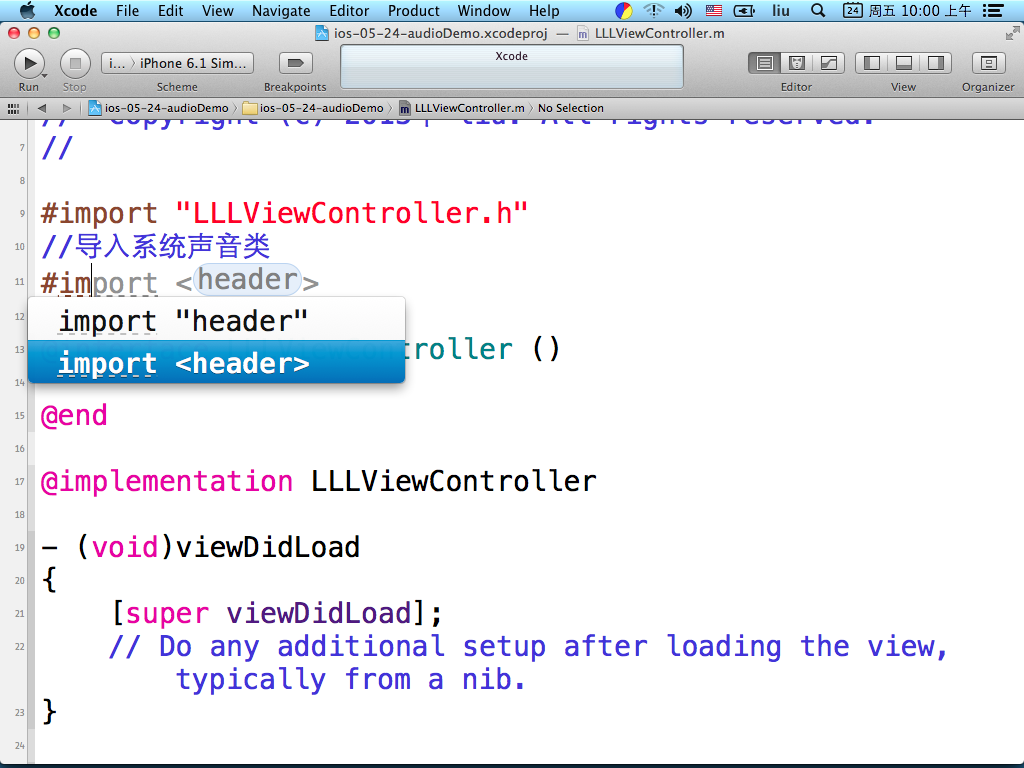 Xcode File Edit View Navigate Editor Product Window Help liu 24 周五 10:00 上午
ios-05-24-audioDemo.xcodeproj — m LLLViewController.m
i... 〉 iPhone 6.1 Sim...
Xcode
Run Stop Scheme Breakpoints Editor View Organizer
ios-05-24-audioDemo 〉 ios-05-24-audioDemo 〉 m LLLViewController.m 〉 No Selection
// Copyright (c) 2013 liu. All rights reserved.
7 //
8
9 #import "LLLViewController.h"
10 //导入系统声音类
11 #import <header>
12 import "header"
13 troller ()
import <header>
14
15 @end
16
17 @implementation LLLViewController
18
19 - (void)viewDidLoad
20 {
21 [super viewDidLoad];
22 // Do any additional setup after loading the view,
typically from a nib.
23 }
24